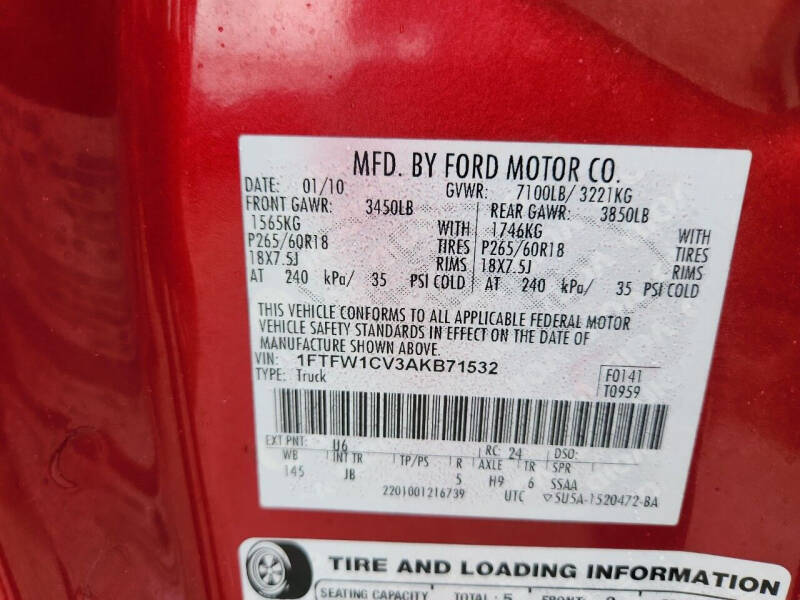 MFD. BY FORD MOTOR CO.
DATE: 01/10 GVWR: 7100LB/ 3221KG
FRONT GAWR: 3450LB REAR GAWR: 3850LB
1565KG WITH 1746KG WITH
P265/60R18 TIRES P265/60R18 TIRES
18X7.5J RIMS 18X7.5J RIMS
AT 240 kPa/ 35 PSI COLD AT 240 kPa/ 35 PSI COLD
THIS VEHICLE CONFORMS TO ALL APPLICABLE FEDERAL MOTOR
VEHICLE SAFETY STANDARDS IN EFFECT ON THE DATE OF
MANUFACTURE SHOWN ABOVE.
VIN: 1FTFW1CV3AKB71532
TYPE: Truck
F0141
T0959
EXT PNT: U6 RC: 24 DSO:
WB INT TR TP/PS R AXLE TR SPR
145 JB 5 H9 6 SSAA
2201001216739 UTC ▽5U5A-1520472-BA
TIRE AND LOADING INFORMATION
SEATING CAPACITY TOTAL: 5